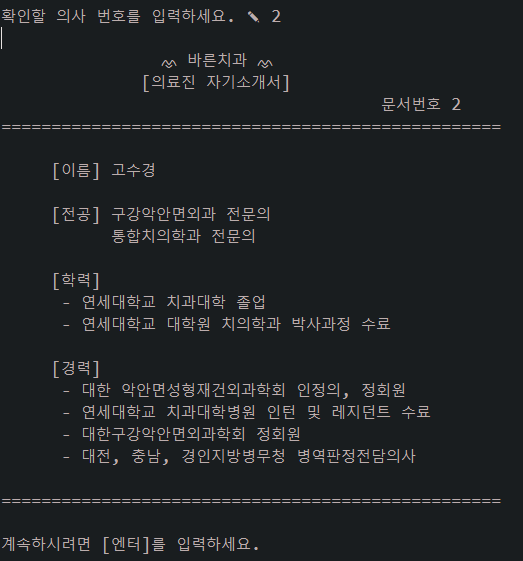 확인할 의사 번호를 입력하세요. ✎ 2
바른치과
[의료진 자기소개서]
문서번호 2
==================================================
[이름] 고수경
[전공] 구강악안면외과 전문의
통합치의학과 전문의
[학력]
- 연세대학교 치과대학 졸업
- 연세대학교 대학원 치의학과 박사과정 수료
[경력]
- 대한 악안면성형재건외과학회 인정의, 정회원
- 연세대학교 치과대학병원 인턴 및 레지던트 수료
- 대한구강악안면외과학회 정회원
- 대전, 충남, 경인지방병무청 병역판정전담의사
==================================================
계속하시려면 [엔터]를 입력하세요.